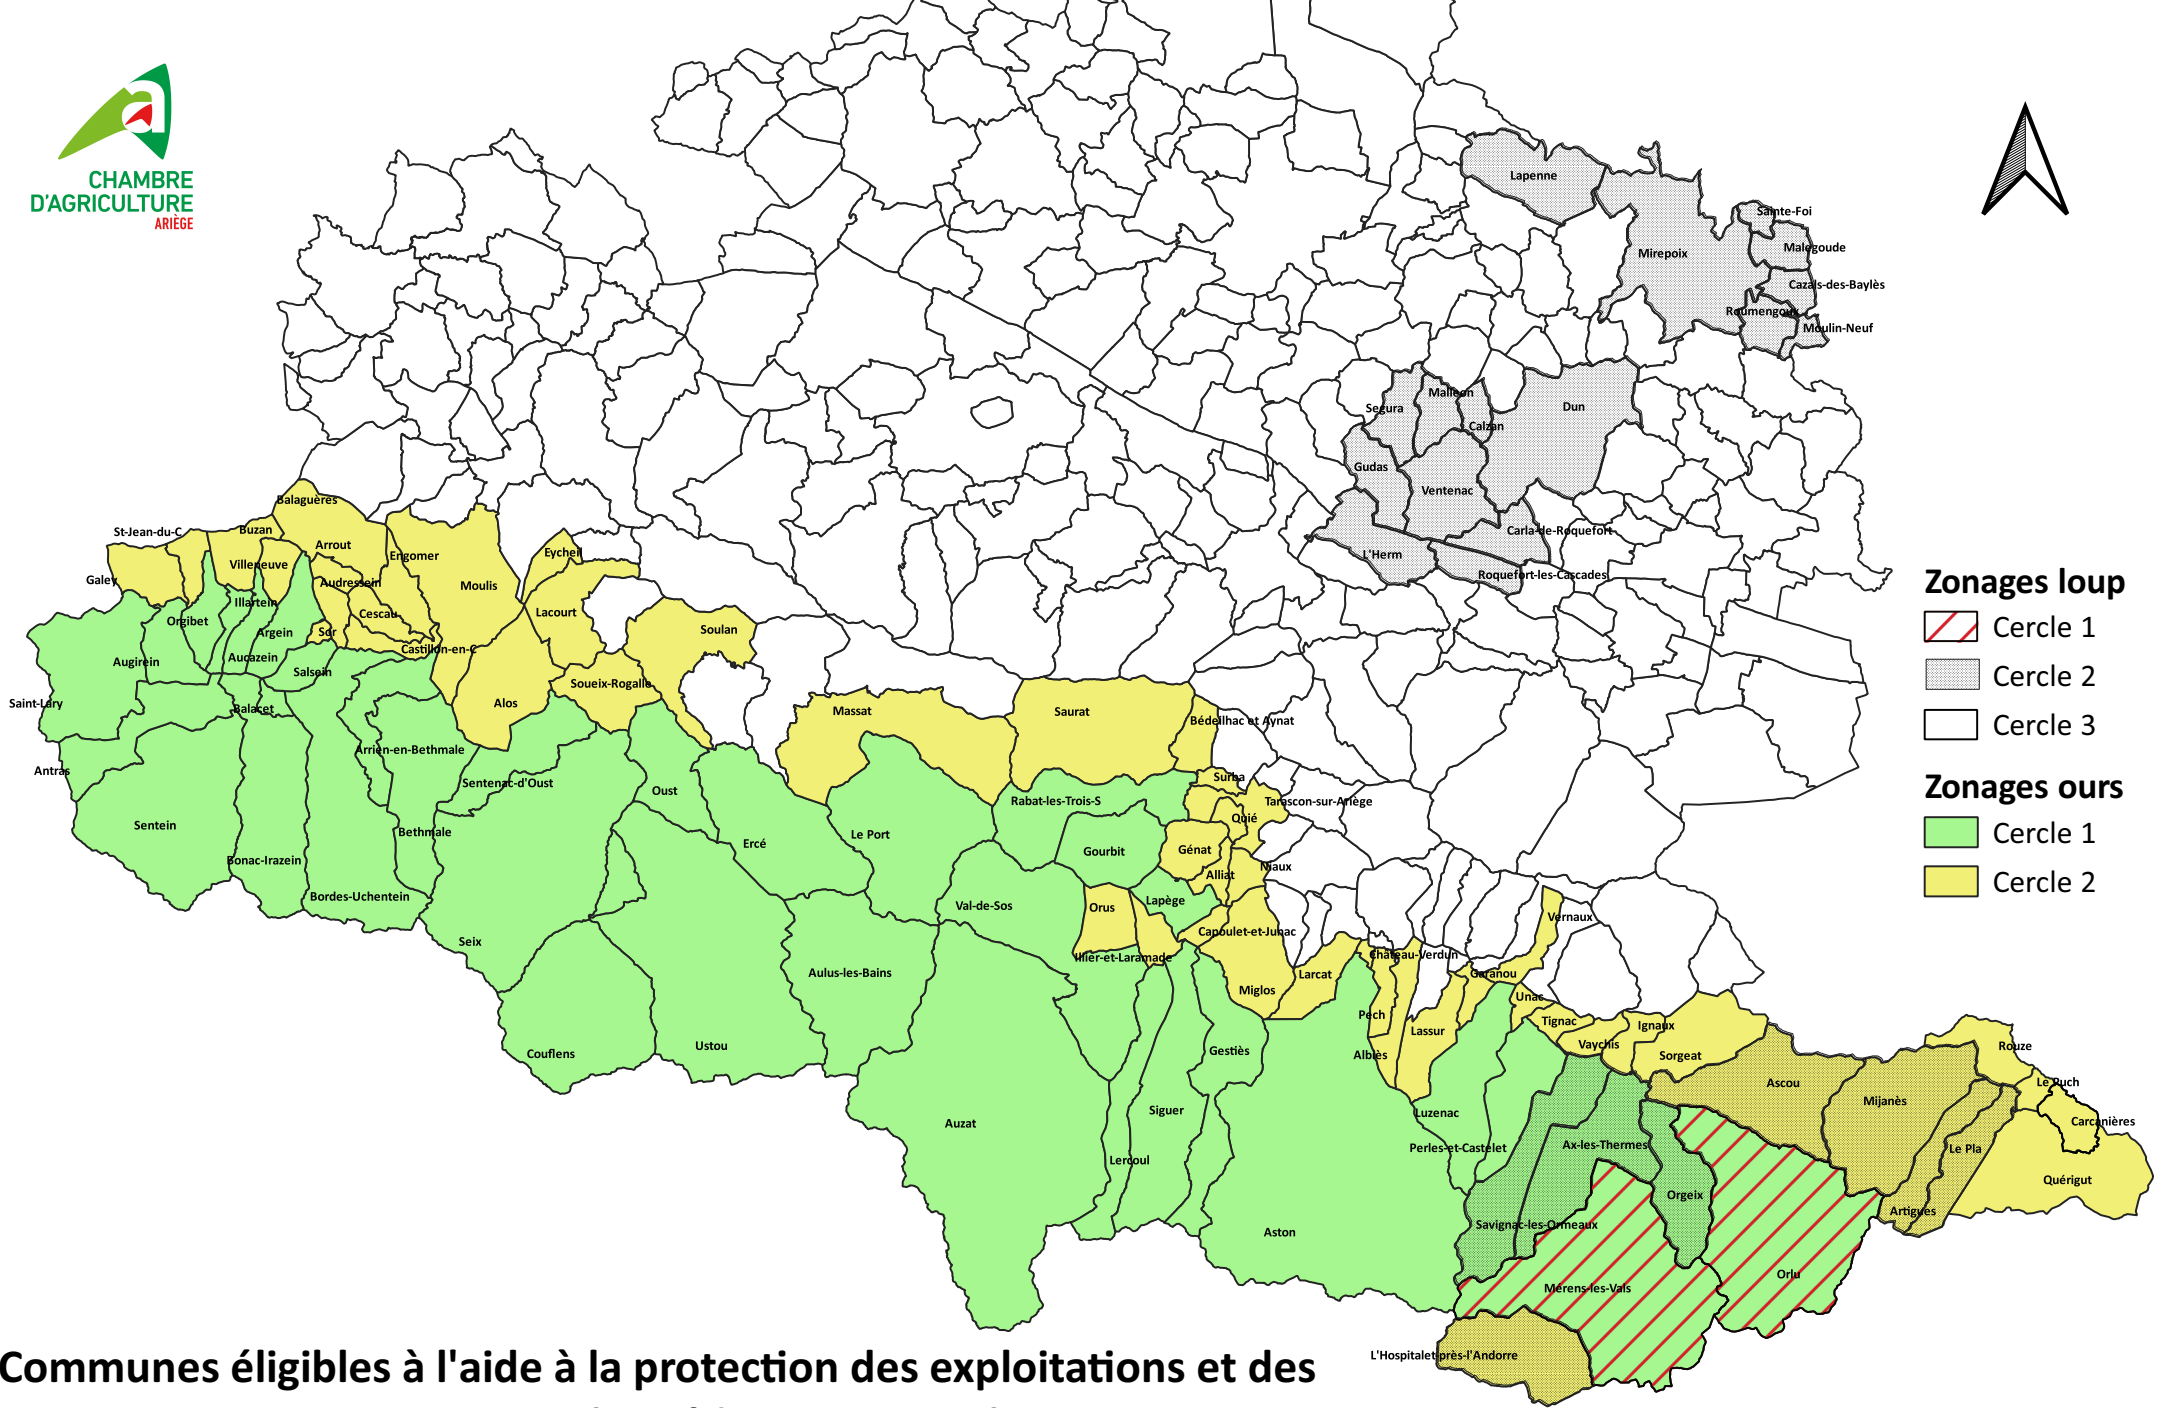 CHAMBRE
D'AGRICULTURE
ARIÈGE
Lapenne
Sainte-Foi
Malegoude
Mirepoix
Cazals-des-Baylès
Roumengoux
Moulin-Neuf
Malléon
Segura
Dun
Calzan
Gudas
Ventenac
Carla-de-Roquefort
L'Herm
Roquefort-les-Cascades
Balaguères
St-Jean-du-C
Buzan
Arrout
Engomer
Eycheil
Villeneuve
Galey
Audressein
Moulis
Illartein
Cescau
Lacourt
Orgibet
Argein
Sor
Soulan
Castillon-en-C
Augirein
Aucazein
Salsein
Soueix-Rogalle
Saint-Lary
Balacet
Alos
Massat
Saurat
Bédeilhac et Aynat
Arrien-en-Bethmale
Antras
Sentenac-d'Oust
Surba
Oust
Rabat-les-Trois-S
Tarascon-sur-Ariège
Sentein
Bethmale
Le Port
Quié
Ercé
Gourbit
Génat
Bonac-Irazein
Niaux
Alliat
Bordes-Uchentein
Val-de-Sos
Orus
Lapège
Vernaux
Seix
Capoulet-et-Junac
Illier-et-Laramade
Château-Verdun
Aulus-les-Bains
Larcat
Garanou
Miglos
Unac
Pech
Tignac
Ignaux
Lassur
Vaychis
Couflens
Ustou
Gestiès
Albiès
Sorgeat
Rouze
Ascou
Le Puch
Mijanès
Siguer
Luzenac
Auzat
Carcanières
Perles-et-Castelet
Ax-les-Thermes
Le Pla
Lercoul
Quérigut
Orgeix
Artigues
Savignac-les-Ormeaux
Aston
Orlu
Mérens-les-Vals
L'Hospitalet-près-l'Andorre
Zonages loup
Cercle 1
Cercle 2
Cercle 3
Zonages ours
Cercle 1
Cercle 2
Communes éligibles à l'aide à la protection des exploitations et des